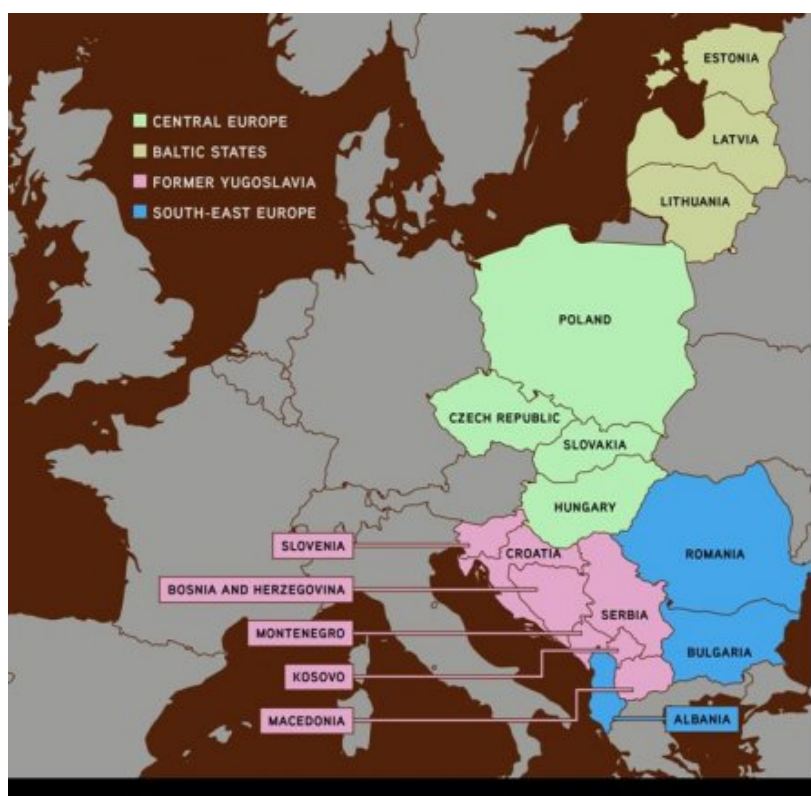 CENTRAL EUROPE
BALTIC STATES
FORMER YUGOSLAVIA
SOUTH-EAST EUROPE
ESTONIA
LATVIA
LITHUANIA
POLAND
CZECH REPUBLIC
SLOVAKIA
HUNGARY
SLOVENIA
CROATIA
ROMANIA
BOSNIA AND HERZEGOVINA
SERBIA
MONTENEGRO
BULGARIA
KOSOVO
MACEDONIA
ALBANIA